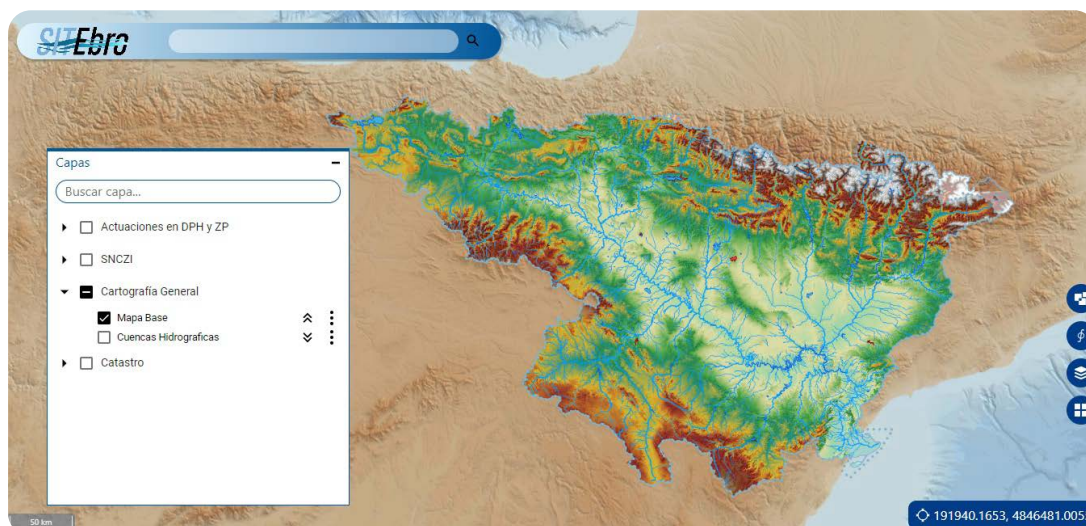 SITEbro
Capas
Buscar capa...
Actuaciones en DPH y ZP
SNCZI
Cartografía General
Mapa Base
Cuencas Hidrograficas
Catastro
50 km
191940.1653, 4846481.005